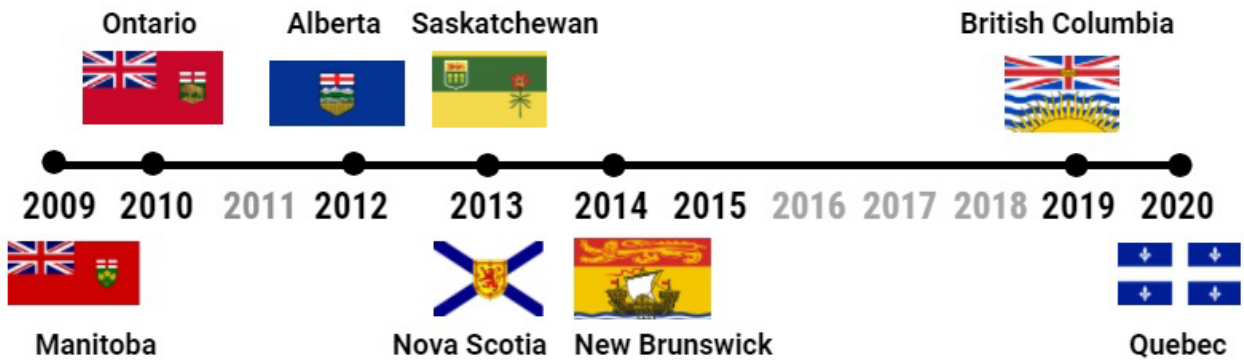 Ontario Alberta Saskatchewan British Columbia
2009 2010 2011 2012 2013 2014 2015 2016 2017 2018 2019 2020
Manitoba Nova Scotia New Brunswick Quebec